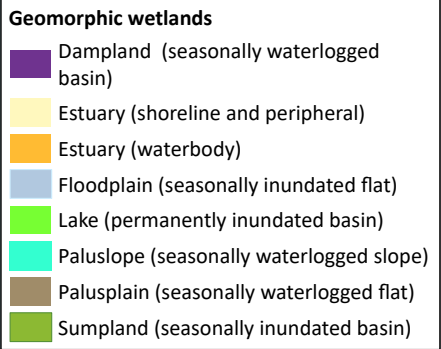 Geomorphic wetlands
Dampland (seasonally waterlogged
basin)
Estuary (shoreline and peripheral)
Estuary (waterbody)
Floodplain (seasonally inundated flat)
Lake (permanently inundated basin)
Paluslope (seasonally waterlogged slope)
Palusplain (seasonally waterlogged flat)
Sumpland (seasonally inundated basin)